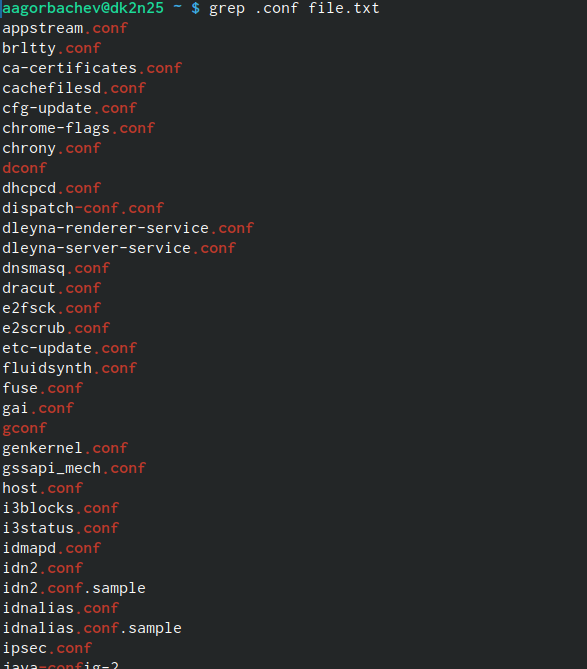 aagorbachev@dk2n25 ~ $ grep .conf file.txt
appstream.conf
brltty.conf
ca-certificates.conf
cachefilesd.conf
cfg-update.conf
chrome-flags.conf
chrony.conf
dconf
dhcpcd.conf
dispatch-conf.conf
dleyna-renderer-service.conf
dleyna-server-service.conf
dnsmasq.conf
dracut.conf
e2fsck.conf
e2scrub.conf
etc-update.conf
fluidsynth.conf
fuse.conf
gai.conf
gconf
genkernel.conf
gssapi_mech.conf
host.conf
i3blocks.conf
i3status.conf
idmapd.conf
idn2.conf
idn2.conf.sample
idnalias.conf
idnalias.conf.sample
ipsec.conf
java-config-2